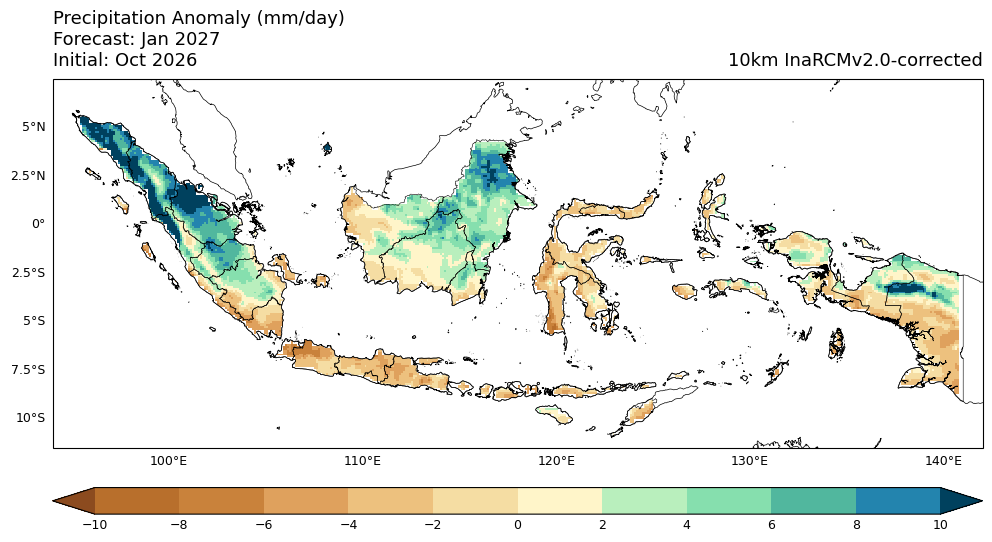 Precipitation Anomaly (mm/day)
Forecast: Jan 2027
Initial: Oct 2026
10km InaRCMv2.0-corrected
5°N
2.5°N
0°
2.5°S
5°S
7.5°S
10°S
100°E 110°E 120°E 130°E 140°E
−10 −8 −6 −4 −2 0 2 4 6 8 10